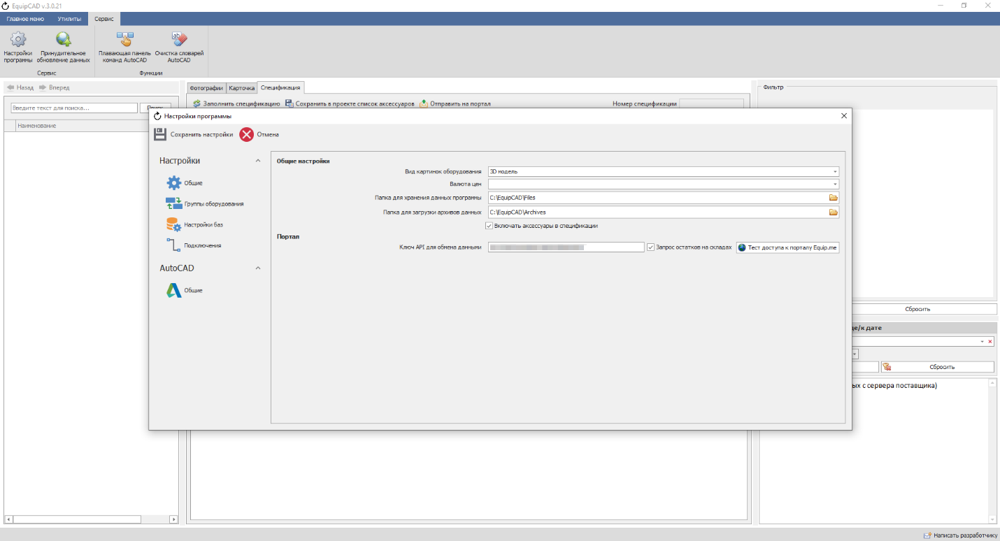 EquipCAD v.3.0.21
Главное меню Утилиты Сервис
Настройки программы
Принудительное обновление данных
Плавающая панель команд AutoCAD
Очистка словарей AutoCAD
Сервис Функции
Назад Вперед
Фотографии Карточка Спецификация
Фильтр
Введите текст для поиска...
Заполнить спецификацию Сохранить в проекте список аксессуаров Отправить на портал Номер спецификации
Наименование
Настройки программы
Сохранить настройки Отмена
Настройки
Общие
Группы оборудования
Настройки баз
Подключения
AutoCAD
Общие
Общие настройки
Вид картинок оборудования 3D модель
Валюта цен
Папка для хранения данных программы C:\EquipCAD\Files
Папка для загрузки архивов данных C:\EquipCAD\Archives
Включать аксессуары в спецификации
Портал
Ключ API для обмена данными Запрос остатков на складах Тест доступа к порталу Equip.me
Сбросить
де/к дате
Сбросить
ых с сервера поставщика)
Написать разработчику